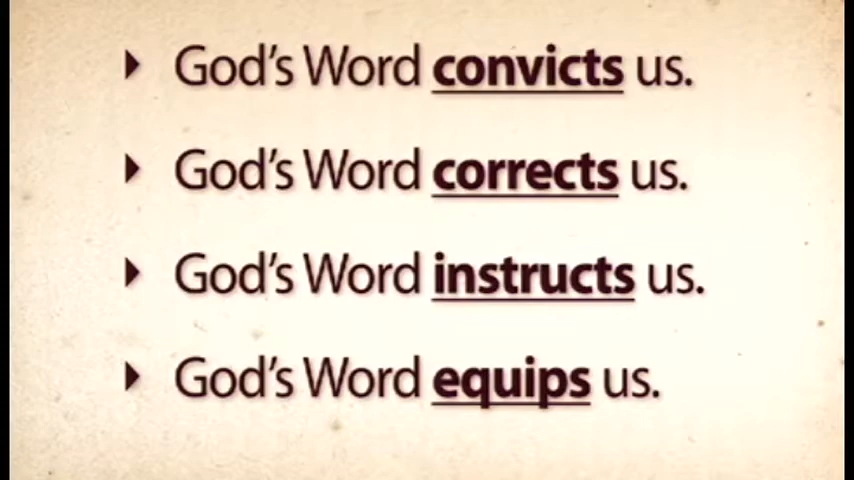 God's Word convicts us.
God's Word corrects us.
God's Word instructs us.
God's Word equips us.